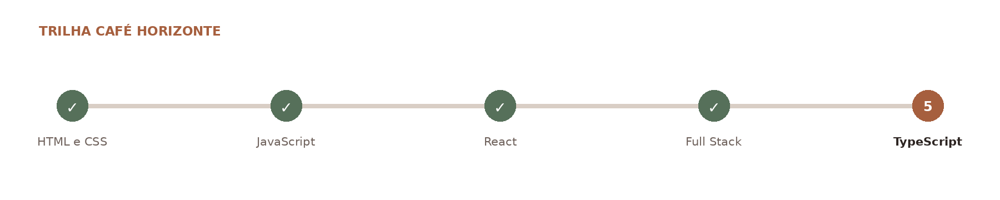 TRILHA CAFÉ HORIZONTE
✓ ✓ ✓ ✓ 5
HTML e CSS JavaScript React Full Stack TypeScript